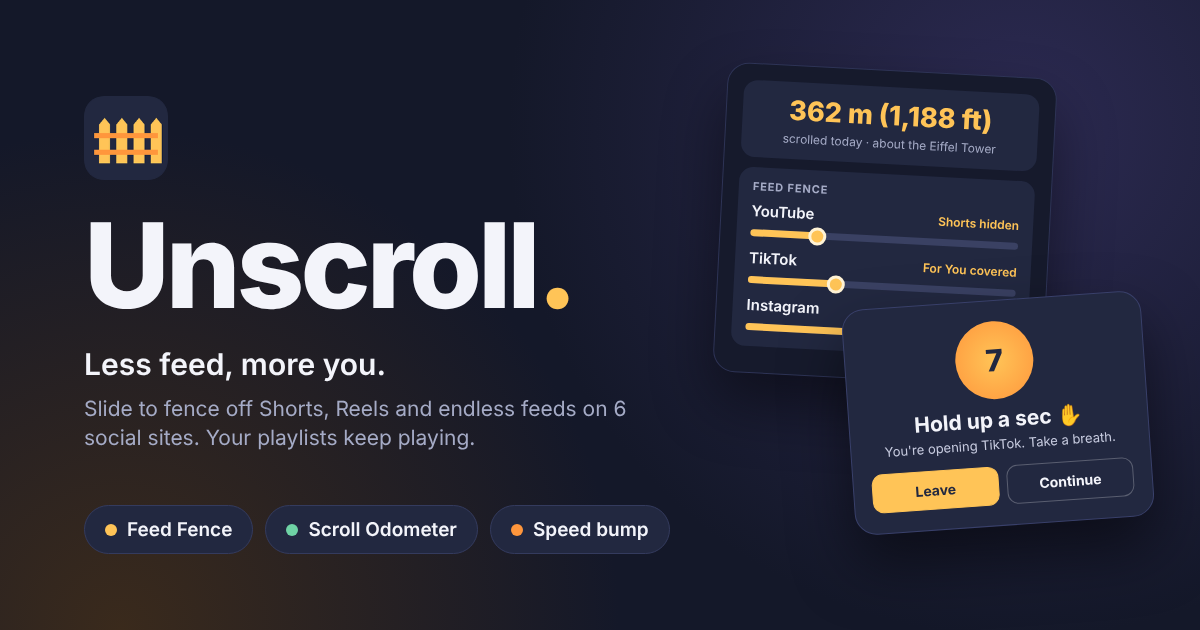 Unscroll.
Less feed, more you.
Slide to fence off Shorts, Reels and endless feeds on 6
social sites. Your playlists keep playing.
Feed Fence
Scroll Odometer
Speed bump
362 m (1,188 ft)
scrolled today · about the Eiffel Tower
FEED FENCE
YouTube
Shorts hidden
TikTok
For You covered
Instagram
7
Hold up a sec ✋
You're opening TikTok. Take a breath.
Leave
Continue